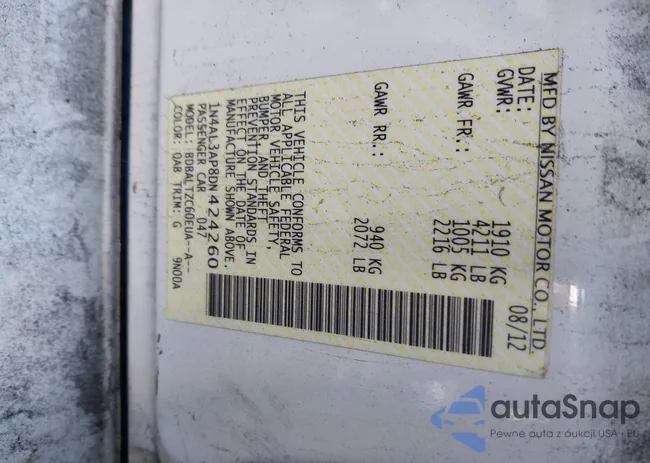 MFD BY NISSAN MOTOR CO., LTD.
DATE: 08/12
GVWR: 1910 KG
4211 LB
GAWR FR.: 1005 KG
2216 LB
GAWR RR.: 940 KG
2072 LB
THIS VEHICLE CONFORMS TO
ALL APPLICABLE FEDERAL
MOTOR VEHICLE SAFETY,
BUMPER, AND THEFT
PREVENTION STANDARDS IN
EFFECT ON THE DATE OF
MANUFACTURE SHOWN ABOVE.
1N4AL3AP8DN424260
PASSENGER CAR 047
MODEL: BDBALTZC60EUA--A--
COLOR: QAB TRIM: G 9N00A
autaSnap
Pewne auta z aukcji USA i EU